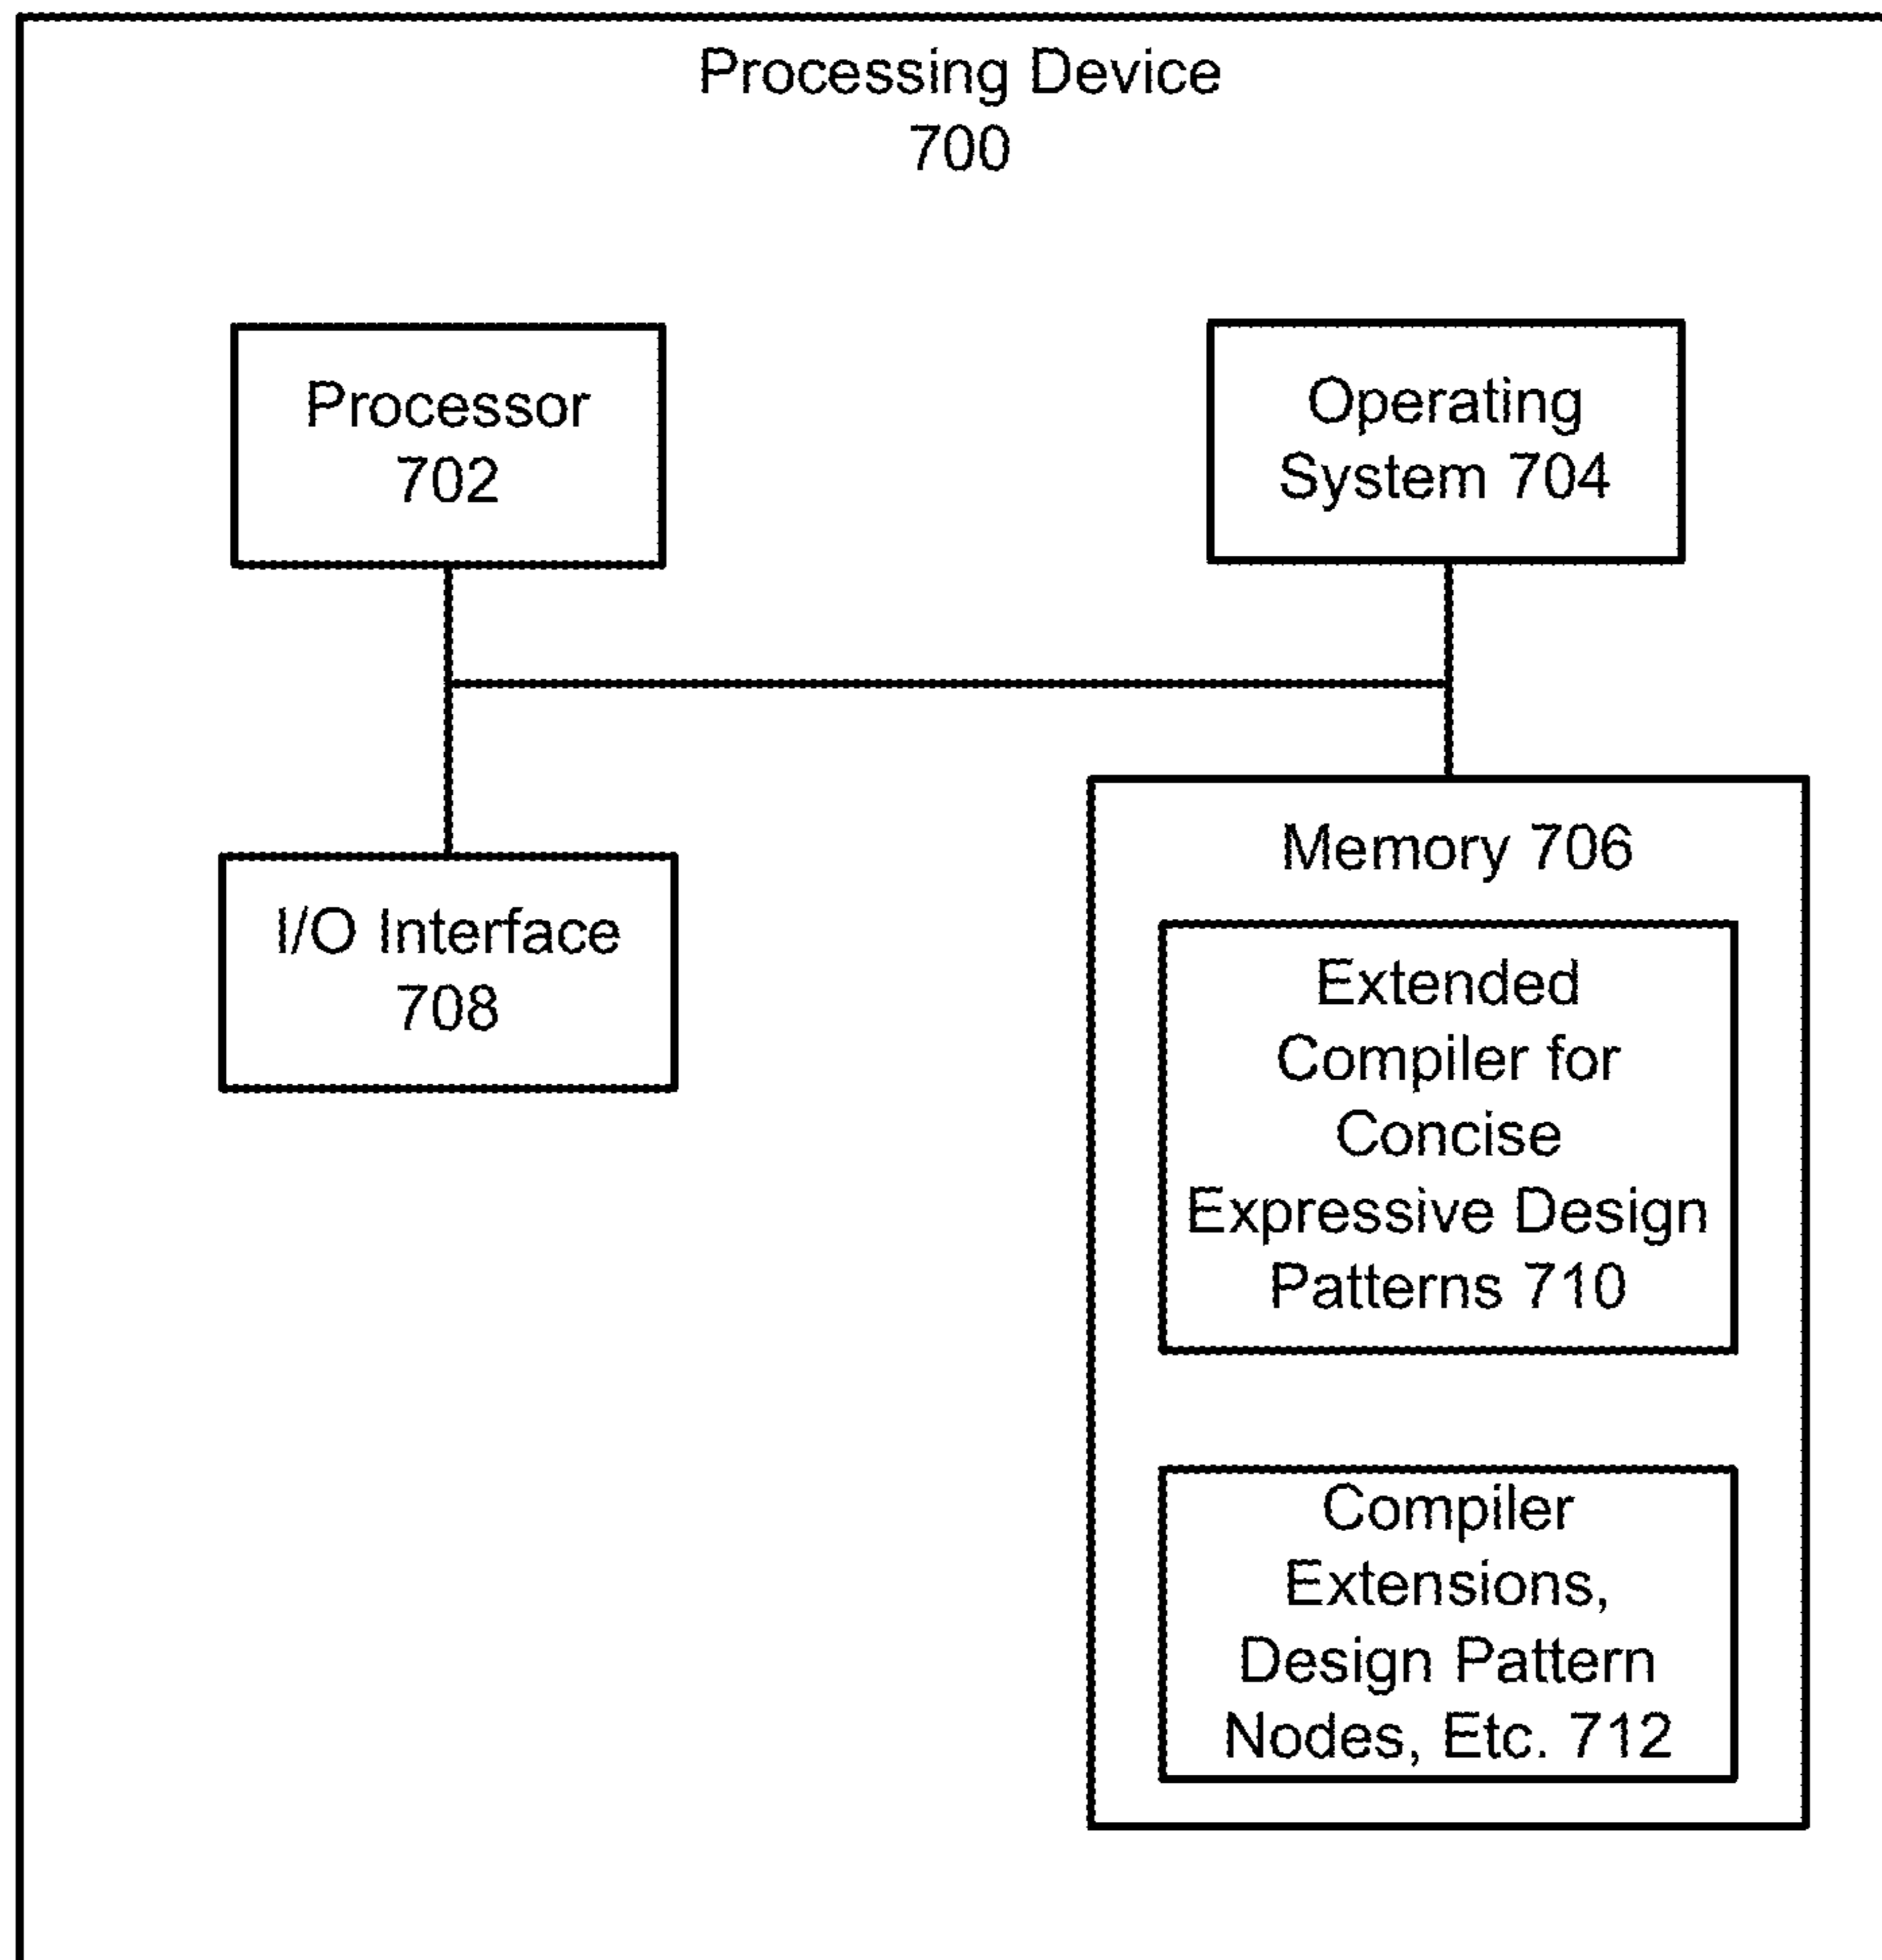 Processing Device
700
Processor
702
Operating
System 704
I/O Interface
708
Memory 706
Extended
Compiler for
Concise
Expressive Design
Patterns 710
Compiler
Extensions,
Design Pattern
Nodes, Etc. 712